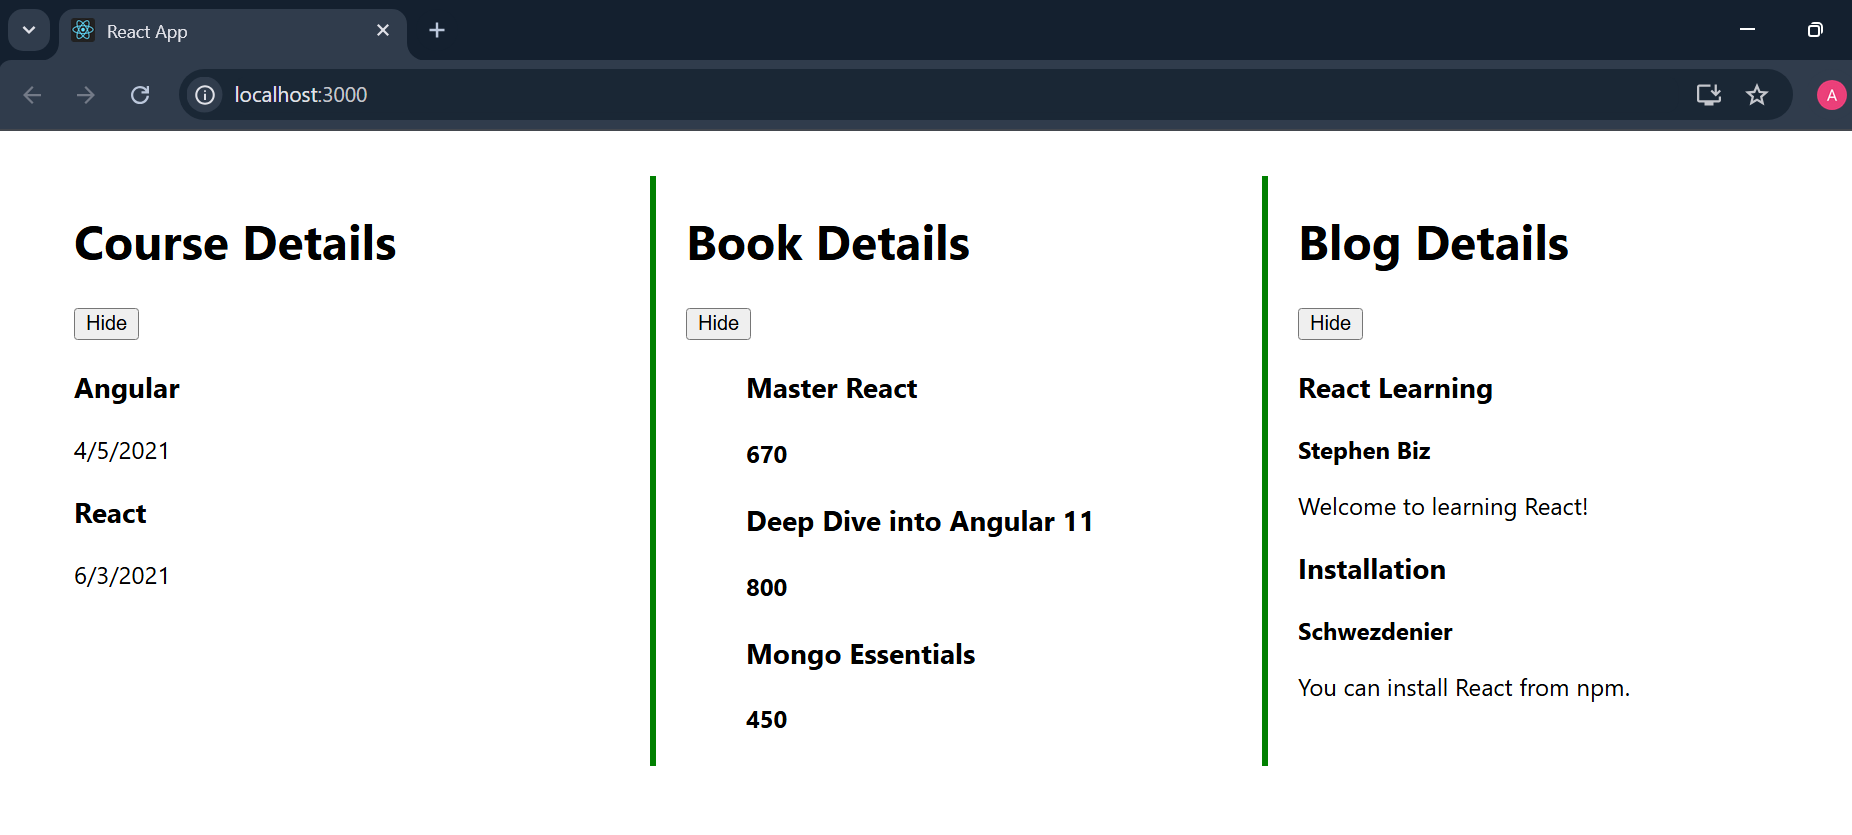 React App
localhost:3000
A
Course Details
Hide
Angular
4/5/2021
React
6/3/2021
Book Details
Hide
Master React
670
Deep Dive into Angular 11
800
Mongo Essentials
450
Blog Details
Hide
React Learning
Stephen Biz
Welcome to learning React!
Installation
Schwezdenier
You can install React from npm.